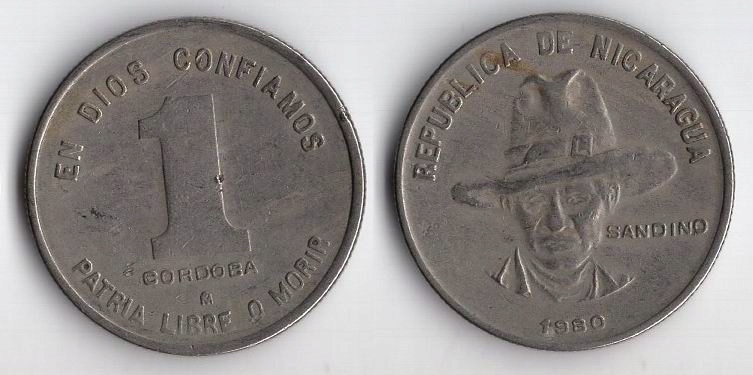 EN DIOS CONFIAMOS
1
CORDOBA
PATRIA LIBRE O MORIR
REPUBLICA DE NICARAGUA
SANDINO
1980